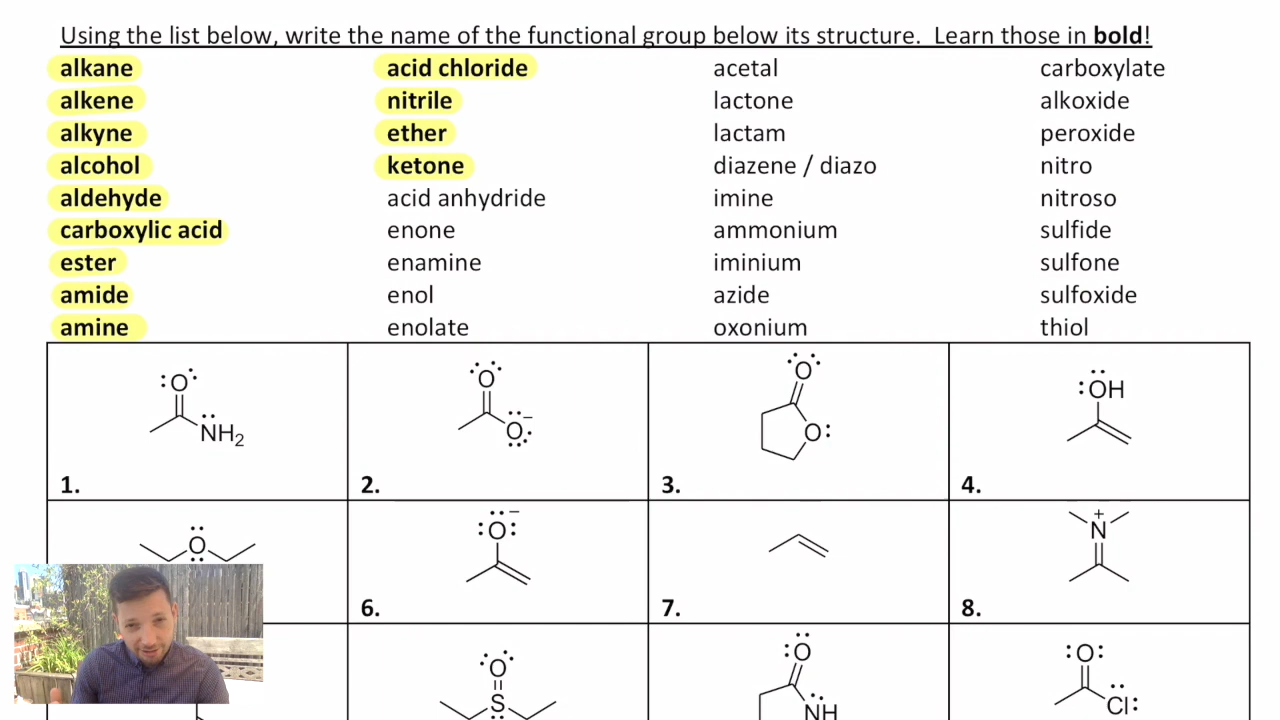 Using the list below, write the name of the functional group below its structure. Learn those in bold!
alkane acid chloride acetal carboxylate
alkene nitrile lactone alkoxide
alkyne ether lactam peroxide
alcohol ketone diazene / diazo nitro
aldehyde acid anhydride imine nitroso
carboxylic acid enone ammonium sulfide
ester enamine iminium sulfone
amide enol azide sulfoxide
amine enolate oxonium thiol
:O: NH2
1.
O O−
2.
O O:
3.
:OH
4.
O
:O:−
6.
7.
N+
8.
O S
:O NH
:O: Cl: